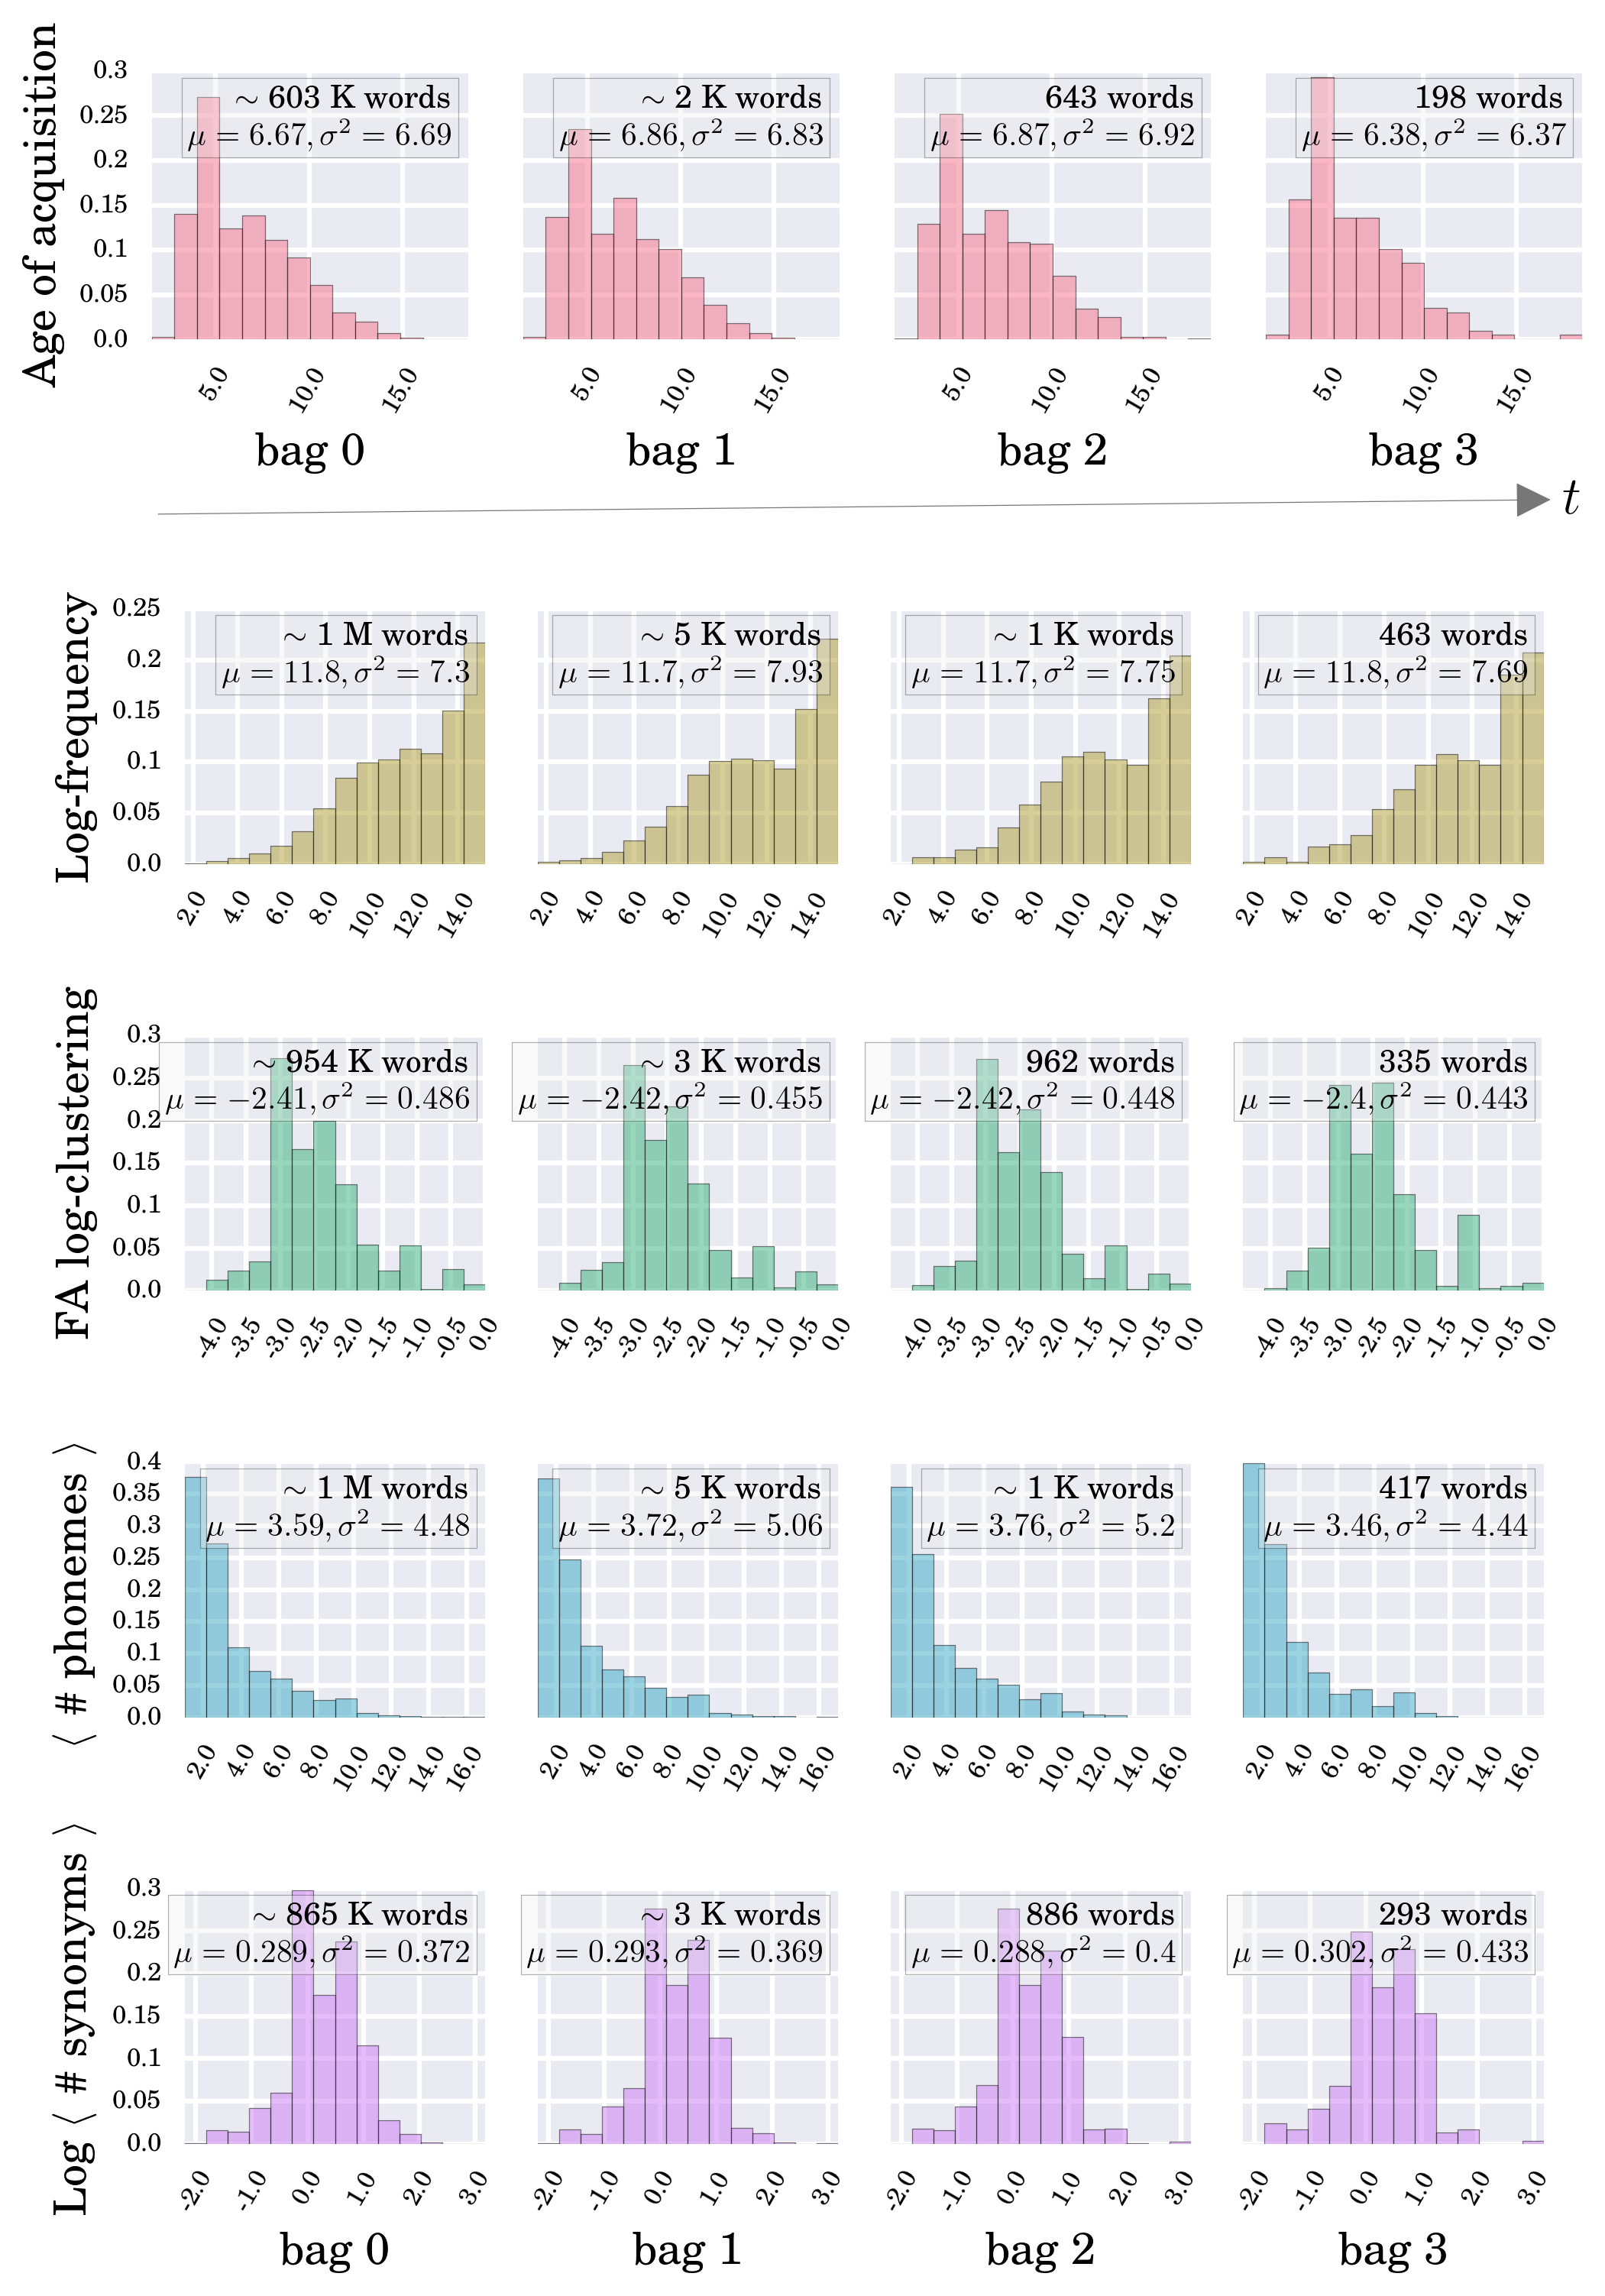 Age of acquisition
0.3
0.25
0.2
0.15
0.1
0.05
0.0
∼ 603 K words
μ = 6.67, σ² = 6.69
∼ 2 K words
μ = 6.86, σ² = 6.83
643 words
μ = 6.87, σ² = 6.92
198 words
μ = 6.38, σ² = 6.37
5.0 10.0 15.0
5.0 10.0 15.0
5.0 10.0 15.0
5.0 10.0 15.0
bag 0
bag 1
bag 2
bag 3
t
Log-frequency
0.25
0.2
0.15
0.1
0.05
0.0
∼ 1 M words
μ = 11.8, σ² = 7.3
∼ 5 K words
μ = 11.7, σ² = 7.93
∼ 1 K words
μ = 11.7, σ² = 7.75
463 words
μ = 11.8, σ² = 7.69
2.0 4.0 6.0 8.0 10.0 12.0 14.0
2.0 4.0 6.0 8.0 10.0 12.0 14.0
2.0 4.0 6.0 8.0 10.0 12.0 14.0
2.0 4.0 6.0 8.0 10.0 12.0 14.0
FA log-clustering
0.3
0.25
0.2
0.15
0.1
0.05
0.0
∼ 954 K words
μ = −2.41, σ² = 0.486
∼ 3 K words
μ = −2.42, σ² = 0.455
962 words
μ = −2.42, σ² = 0.448
335 words
μ = −2.4, σ² = 0.443
-4.0 -3.5 -3.0 -2.5 -2.0 -1.5 -1.0 -0.5 0.0
-4.0 -3.5 -3.0 -2.5 -2.0 -1.5 -1.0 -0.5 0.0
-4.0 -3.5 -3.0 -2.5 -2.0 -1.5 -1.0 -0.5 0.0
-4.0 -3.5 -3.0 -2.5 -2.0 -1.5 -1.0 -0.5 0.0
⟨ # phonemes ⟩
0.4
0.35
0.3
0.25
0.2
0.15
0.1
0.05
0.0
∼ 1 M words
μ = 3.59, σ² = 4.48
∼ 5 K words
μ = 3.72, σ² = 5.06
∼ 1 K words
μ = 3.76, σ² = 5.2
417 words
μ = 3.46, σ² = 4.44
2.0 4.0 6.0 8.0 10.0 12.0 14.0 16.0
2.0 4.0 6.0 8.0 10.0 12.0 14.0 16.0
2.0 4.0 6.0 8.0 10.0 12.0 14.0 16.0
2.0 4.0 6.0 8.0 10.0 12.0 14.0 16.0
Log ⟨ # synonyms ⟩
0.3
0.25
0.2
0.15
0.1
0.05
0.0
∼ 865 K words
μ = 0.289, σ² = 0.372
∼ 3 K words
μ = 0.293, σ² = 0.369
886 words
μ = 0.288, σ² = 0.4
293 words
μ = 0.302, σ² = 0.433
-2.0 -1.0 0.0 1.0 2.0 3.0
-2.0 -1.0 0.0 1.0 2.0 3.0
-2.0 -1.0 0.0 1.0 2.0 3.0
-2.0 -1.0 0.0 1.0 2.0 3.0
bag 0
bag 1
bag 2
bag 3